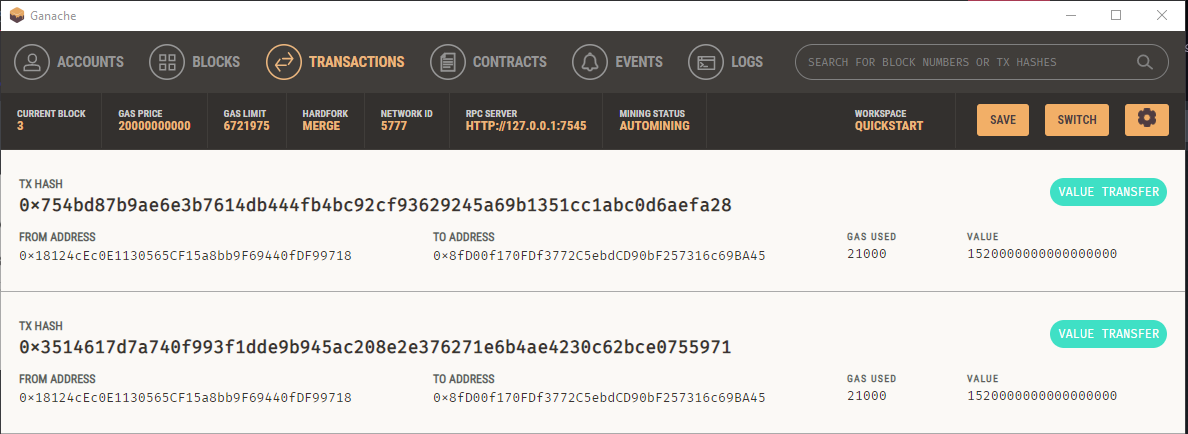 Ganache
ACCOUNTS BLOCKS TRANSACTIONS CONTRACTS EVENTS LOGS SEARCH FOR BLOCK NUMBERS OR TX HASHES
CURRENT BLOCK GAS PRICE GAS LIMIT HARDFORK NETWORK ID RPC SERVER MINING STATUS WORKSPACE
3 20000000000 6721975 MERGE 5777 HTTP://127.0.0.1:7545 AUTOMINING QUICKSTART SAVE SWITCH
TX HASH
0×754bd87b9ae6e3b7614db444fb4bc92cf93629245a69b1351cc1abc0d6aefa28 VALUE TRANSFER
FROM ADDRESS TO ADDRESS GAS USED VALUE
0×18124cEc0E1130565CF15a8bb9F69440fDF99718 0×8fD00f170FDf3772C5ebdCD90bF257316c69BA45 21000 1520000000000000000
TX HASH
0×3514617d7a740f993f1dde9b945ac208e2e376271e6b4ae4230c62bce0755971 VALUE TRANSFER
FROM ADDRESS TO ADDRESS GAS USED VALUE
0×18124cEc0E1130565CF15a8bb9F69440fDF99718 0×8fD00f170FDf3772C5ebdCD90bF257316c69BA45 21000 1520000000000000000